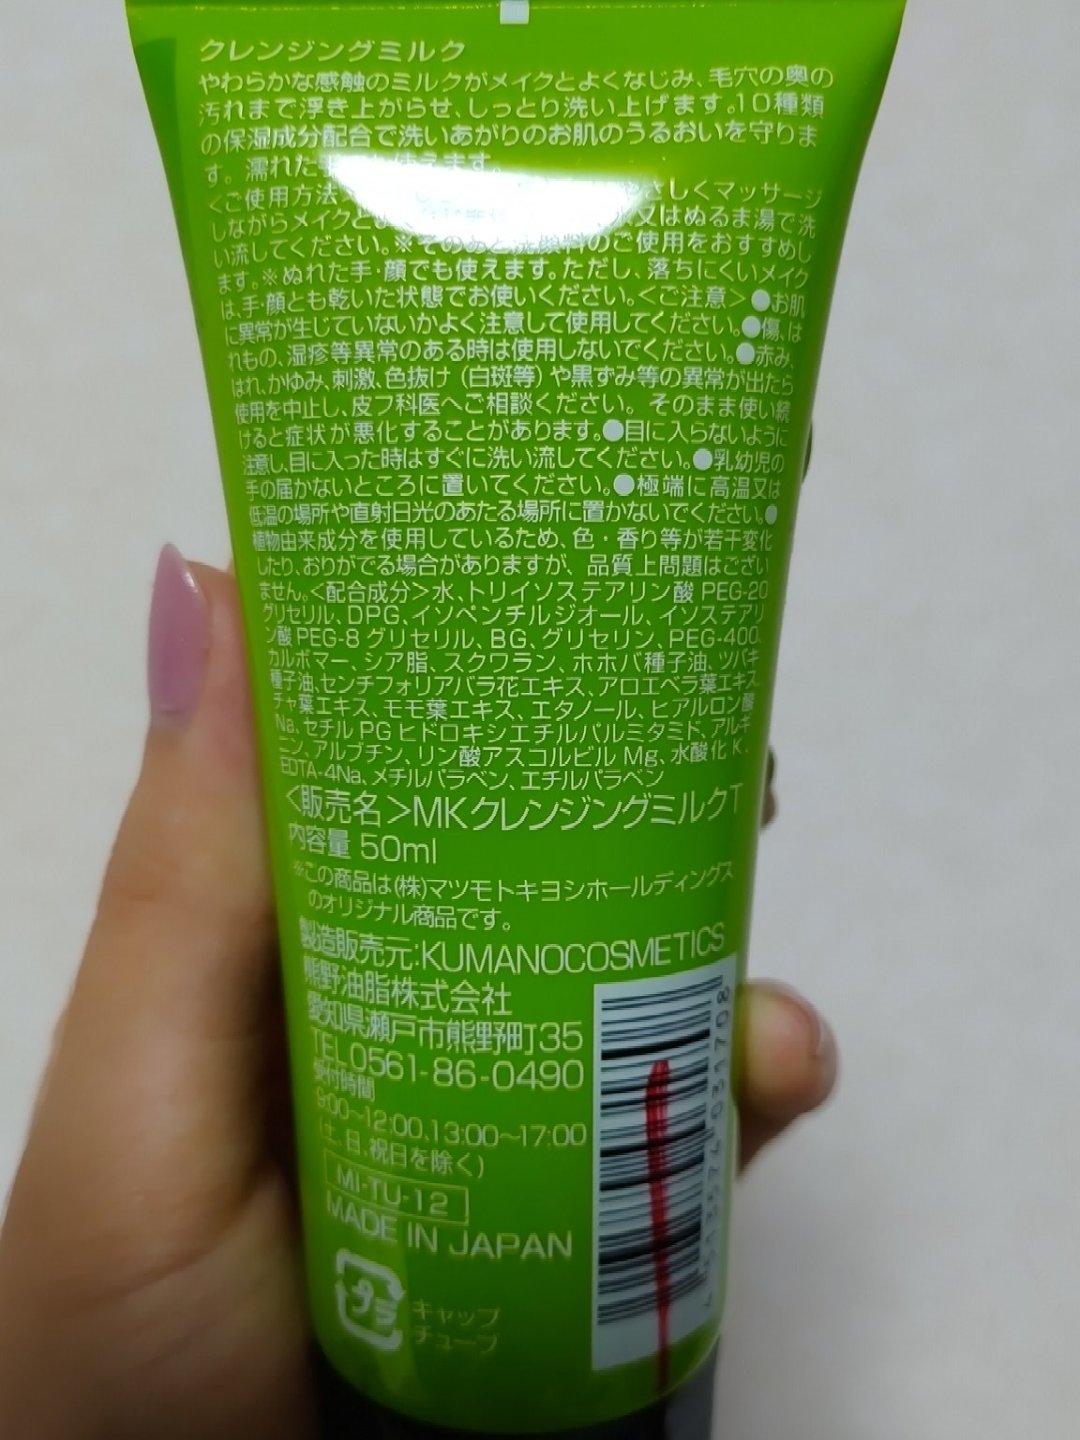 クレンジングミルク
やわらかな感触のミルクがメイクとよくなじみ、毛穴の奥の
汚れまで浮き上がらせ、しっとり洗い上げます。10種類
の保湿成分配合で洗いあがりのお肌のうるおいを守りま
す。濡れた 使えます。
＜ご使用方法 さしくマッサージ
しながらメイクと 水又はぬるま湯で洗
い流してください。※そのあと洗顔料のご使用をおすすめし
ます。※ぬれた手・顔でも使えます。ただし、落ちにくいメイク
は、手・顔とも乾いた状態でお使いください。＜ご注意＞●お肌
に異常が生じていないかよく注意して使用してください。●傷、は
れもの、湿疹等異常のある時は使用しないでください。●赤み、
はれ、かゆみ、刺激、色抜け（白斑等）や黒ずみ等の異常が出たら
使用を中止し、皮フ科医へご相談ください。そのまま使い続
けると症状が悪化することがあります。●目に入らないように
注意し、目に入った時はすぐに洗い流してください。●乳幼児の
手の届かないところに置いてください。●極端に高温又は
低温の場所や直射日光のあたる場所に置かないでください。●
植物由来成分を使用しているため、色・香り等が若干変化
したり、おりがでる場合がありますが、品質上問題はござい
ません。＜配合成分＞水、トリイソステアリン酸 PEG-20
グリセリル、DPG、イソペンチルジオール、イソステアリ
ン酸 PEG-8 グリセリル、BG、グリセリン、PEG-400、
カルボマー、シア脂、スクワラン、ホホバ種子油、ツバキ
種子油、センチフォリアバラ花エキス、アロエベラ葉エキス、
チャ葉エキス、モモ葉エキス、エタノール、ヒアルロン酸
Na、セチル PG ヒドロキシエチルパルミタミド、アルギ
ニン、アルブチン、リン酸アスコルビル Mg、水酸化 K、
EDTA-4Na、メチルパラベン、エチルパラベン
＜販売名＞MKクレンジングミルクT
内容量 50ml
※この商品は(株)マツモトキヨシホールディングス
のオリジナル商品です。
製造販売元:KUMANOCOSMETICS
熊野油脂株式会社
愛知県瀬戸市熊野町35
TEL0561-86-0490
受付時間
9:00〜12:00、13:00〜17:00
(土、日、祝日を除く)
MI-TU-12
MADE IN JAPAN
プラ
キャップ
チューブ